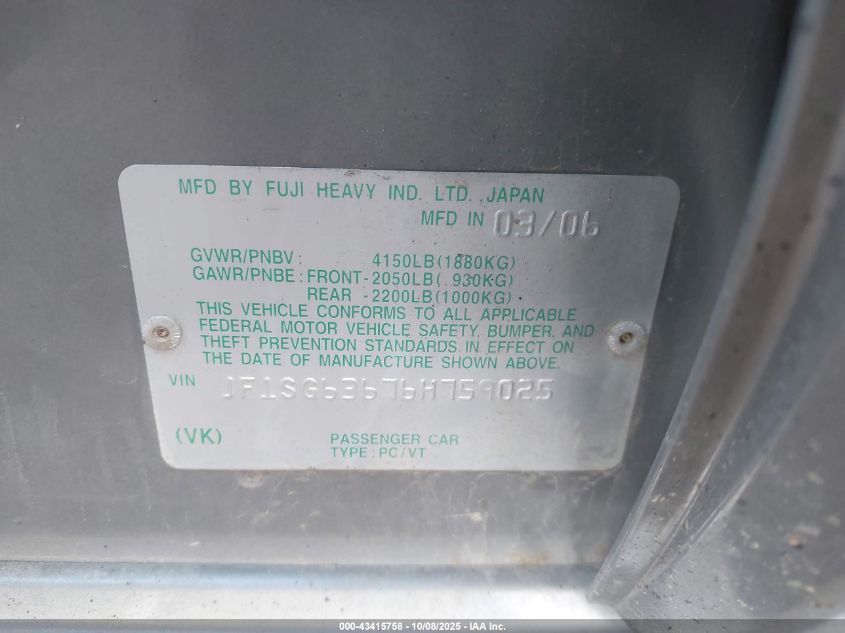 MFD BY FUJI HEAVY IND. LTD. ,JAPAN
MFD IN 03/06
GVWR/PNBV : 4150LB(1880KG)
GAWR/PNBE : FRONT-2050LB( 930KG)
REAR -2200LB(1000KG)
THIS VEHICLE CONFORMS TO ALL APPLICABLE
FEDERAL MOTOR VEHICLE SAFETY, BUMPER, AND
THEFT PREVENTION STANDARDS IN EFFECT ON
THE DATE OF MANUFACTURE SHOWN ABOVE.
VIN JF1SG63676H759025
(VK) PASSENGER CAR
TYPE : PC/VT
000-43415758 - 10/08/2025 - IAA Inc.